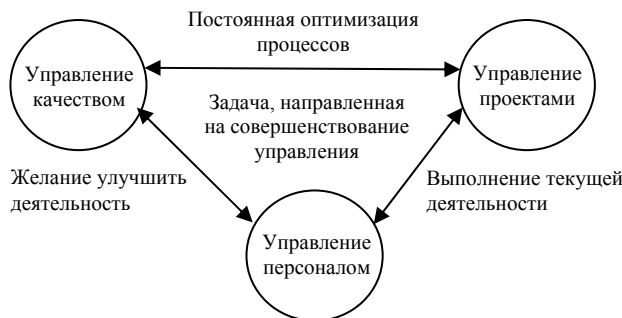 Постоянная оптимизация
процессов
Управление
качеством
Управление
проектами
Задача, направленная
на совершенствование
управления
Желание улучшить
деятельность
Выполнение текущей
деятельности
Управление
персоналом